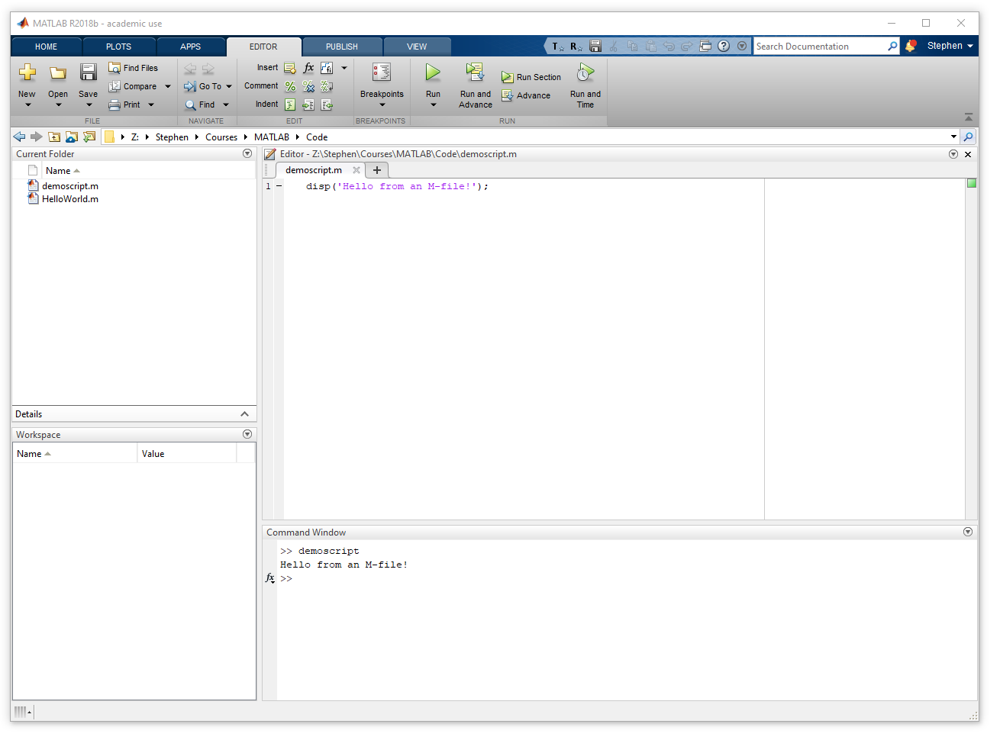 MATLAB R2018b - academic use
HOME PLOTS APPS EDITOR PUBLISH VIEW Search Documentation Stephen
New Open Save Find Files Compare Print
FILE
Go To Find
NAVIGATE
Insert fx
Comment % % %
Indent
EDIT
Breakpoints
BREAKPOINTS
Run Run and Advance Run Section Advance Run and Time
RUN
Z: Stephen Courses MATLAB Code
Current Folder
Name
demoscript.m
HelloWorld.m
Details
Workspace
Name Value
Editor - Z:\Stephen\Courses\MATLAB\Code\demoscript.m
demoscript.m +
1 – disp('Hello from an M-file!');
Command Window
>> demoscript
Hello from an M-file!
fx >>